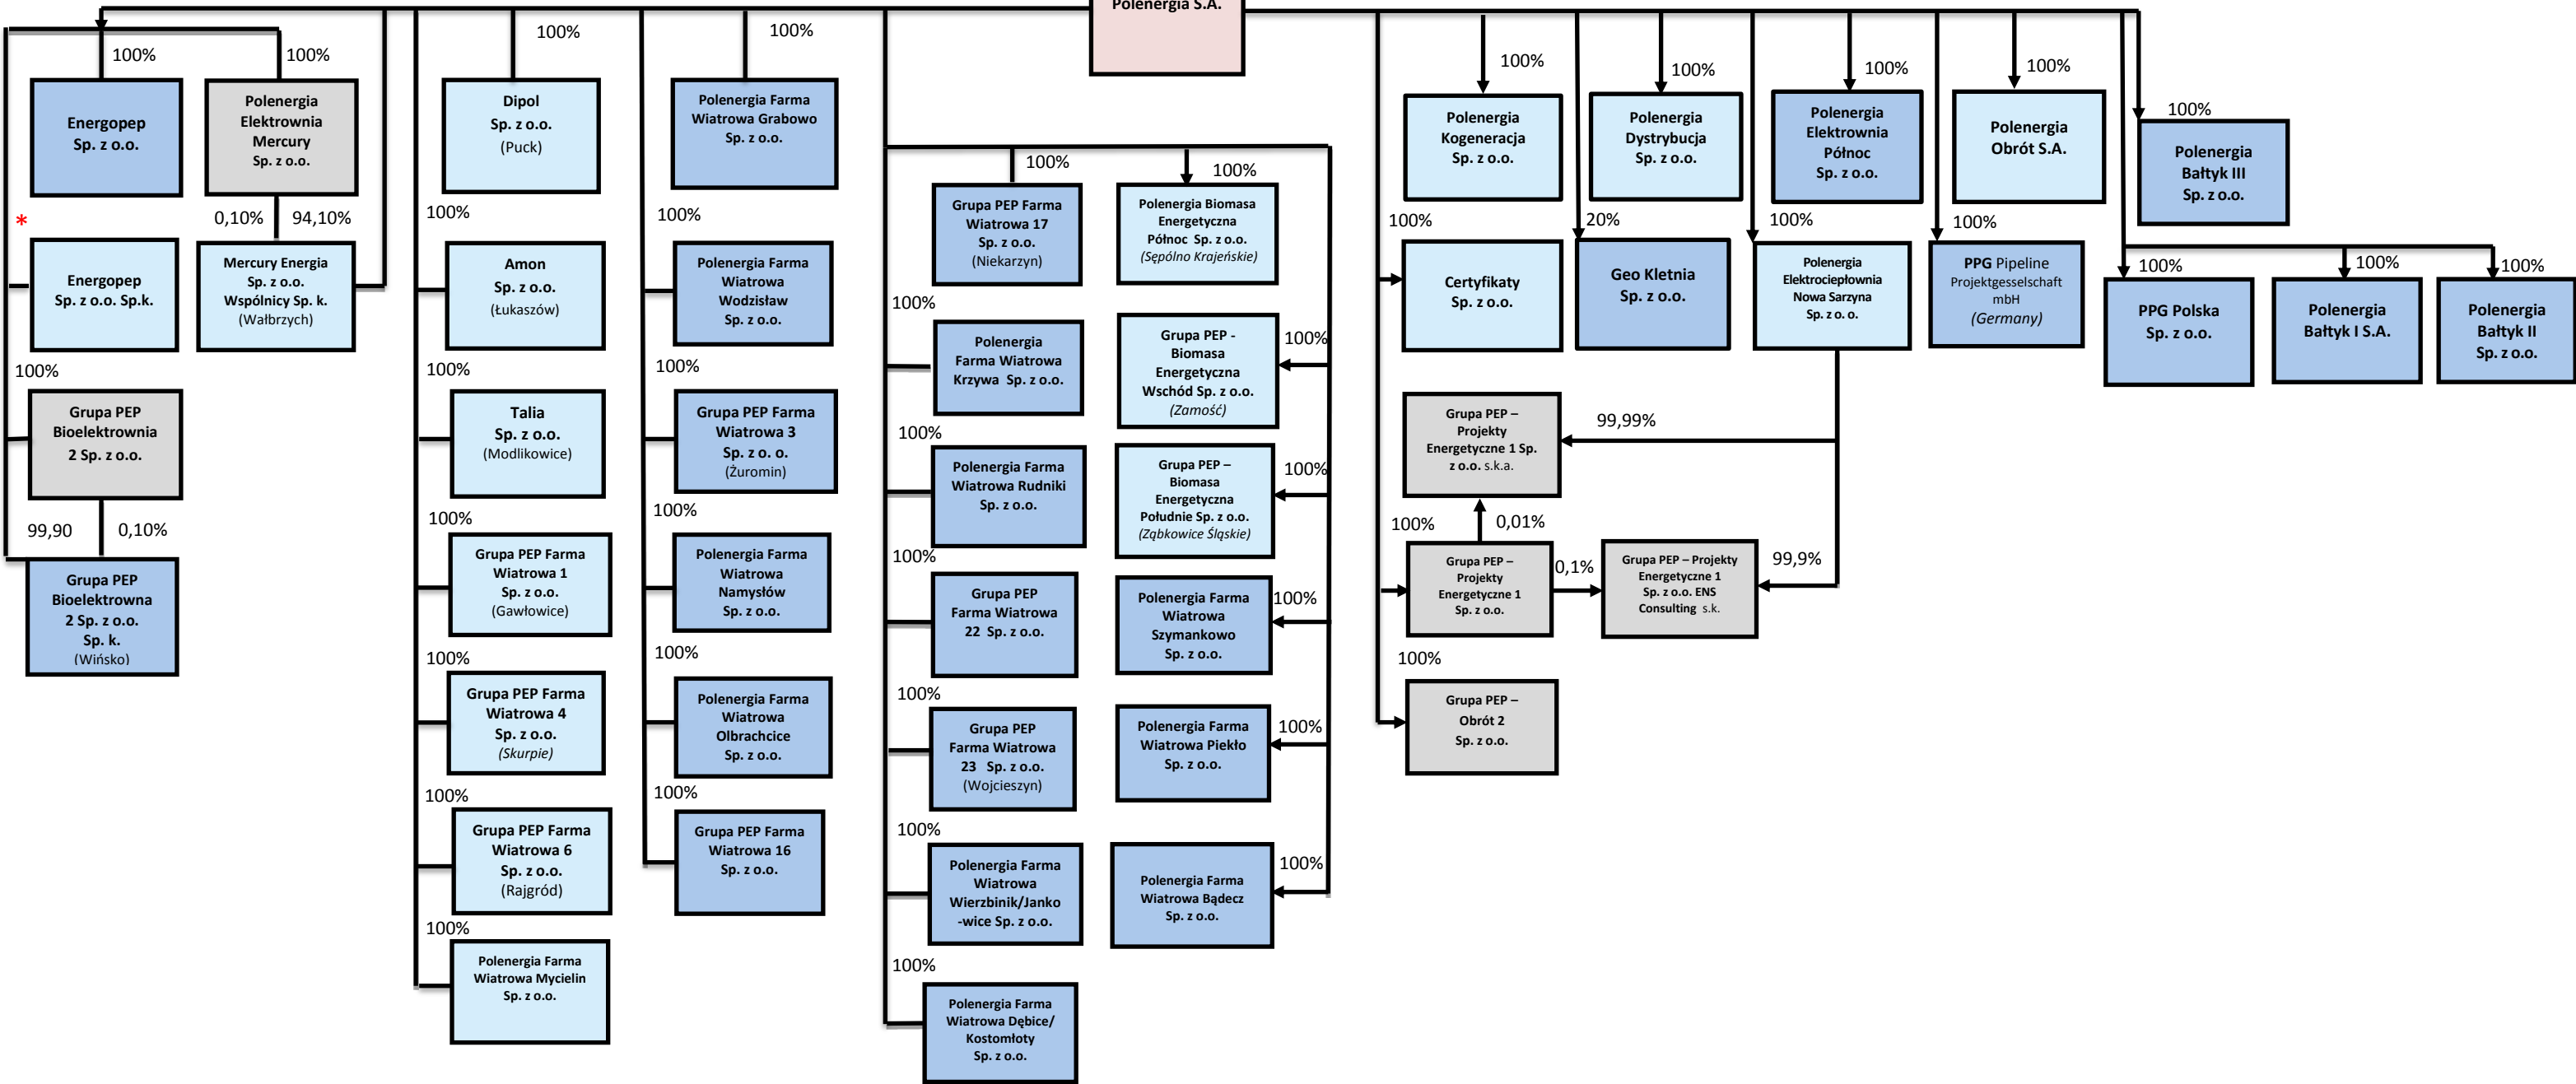 Polenergia S.A.
100%
100%
Energopep
Sp. z o.o.
Polenergia
Elektrownia
Mercury
Sp. z o.o.
*
0,10%
94,10%
Energopep
Sp. z o.o. Sp.k.
Mercury Energia
Sp. z o.o.
Wspólnicy Sp. k.
(Wałbrzych)
100%
Grupa PEP
Bioelektrownia
2 Sp. z o.o.
99,90
0,10%
Grupa PEP
Bioelektrowna
2 Sp. z o.o.
Sp. k.
(Wińsko)
100%
Dipol
Sp. z o.o.
(Puck)
100%
Amon
Sp. z o.o.
(Łukaszów)
100%
Talia
Sp. z o.o.
(Modlikowice)
100%
Grupa PEP Farma
Wiatrowa 1
Sp. z o.o.
(Gawłowice)
100%
Grupa PEP Farma
Wiatrowa 4
Sp. z o.o.
(Skurpie)
100%
Grupa PEP Farma
Wiatrowa 6
Sp. z o.o.
(Rajgród)
100%
Polenergia Farma
Wiatrowa Mycielin
Sp. z o.o.
100%
Polenergia Farma
Wiatrowa Grabowo
Sp. z o.o.
100%
Polenergia Farma
Wiatrowa
Wodzisław
Sp. z o.o.
100%
Grupa PEP Farma
Wiatrowa 3
Sp. z o. o.
(Żuromin)
100%
Polenergia Farma
Wiatrowa
Namysłów
Sp. z o.o.
100%
Polenergia Farma
Wiatrowa
Olbrachcice
Sp. z o.o.
100%
Grupa PEP Farma
Wiatrowa 16
Sp. z o.o.
100%
Grupa PEP Farma
Wiatrowa 17
Sp. z o.o.
(Niekarzyn)
100%
Polenergia
Farma Wiatrowa
Krzywa Sp. z o.o.
100%
Polenergia Farma
Wiatrowa Rudniki
Sp. z o.o.
100%
Grupa PEP
Farma Wiatrowa
22 Sp. z o.o.
100%
Grupa PEP
Farma Wiatrowa
23 Sp. z o.o.
(Wojcieszyn)
100%
Polenergia Farma
Wiatrowa
Wierzbinik/Janko
-wice Sp. z o.o.
100%
Polenergia Farma
Wiatrowa Dębice/
Kostomłoty
Sp. z o.o.
100%
Polenergia Biomasa
Energetyczna
Północ Sp. z o.o.
(Sępólno Krajeńskie)
100%
Grupa PEP -
Biomasa
Energetyczna
Wschód Sp. z o.o.
(Zamość)
100%
Grupa PEP –
Biomasa
Energetyczna
Południe Sp. z o.o.
(Ząbkowice Śląskie)
100%
Polenergia Farma
Wiatrowa
Szymankowo
Sp. z o.o.
100%
Polenergia Farma
Wiatrowa Piekło
Sp. z o.o.
100%
Polenergia Farma
Wiatrowa Bądecz
Sp. z o.o.
100%
Polenergia
Kogeneracja
Sp. z o.o.
100%
Polenergia
Dystrybucja
Sp. z o.o.
100%
Polenergia
Elektrownia
Północ
Sp. z o.o.
100%
Polenergia
Obrót S.A.
100%
Polenergia
Bałtyk III
Sp. z o.o.
100%
Certyfikaty
Sp. z o.o.
20%
Geo Kletnia
Sp. z o.o.
100%
Polenergia
Elektrociepłownia
Nowa Sarzyna
Sp. z o. o.
100%
PPG Pipeline
Projektgesselschaft
mbH
(Germany)
100%
PPG Polska
Sp. z o.o.
100%
Polenergia
Bałtyk I S.A.
100%
Polenergia
Bałtyk II
Sp. z o.o.
Grupa PEP –
Projekty
Energetyczne 1 Sp.
z o.o. s.k.a.
99,99%
100%
0,01%
Grupa PEP –
Projekty
Energetyczne 1
Sp. z o.o.
0,1%
Grupa PEP – Projekty
Energetyczne 1
Sp. z o.o. ENS
Consulting s.k.
99,9%
100%
Grupa PEP –
Obrót 2
Sp. z o.o.